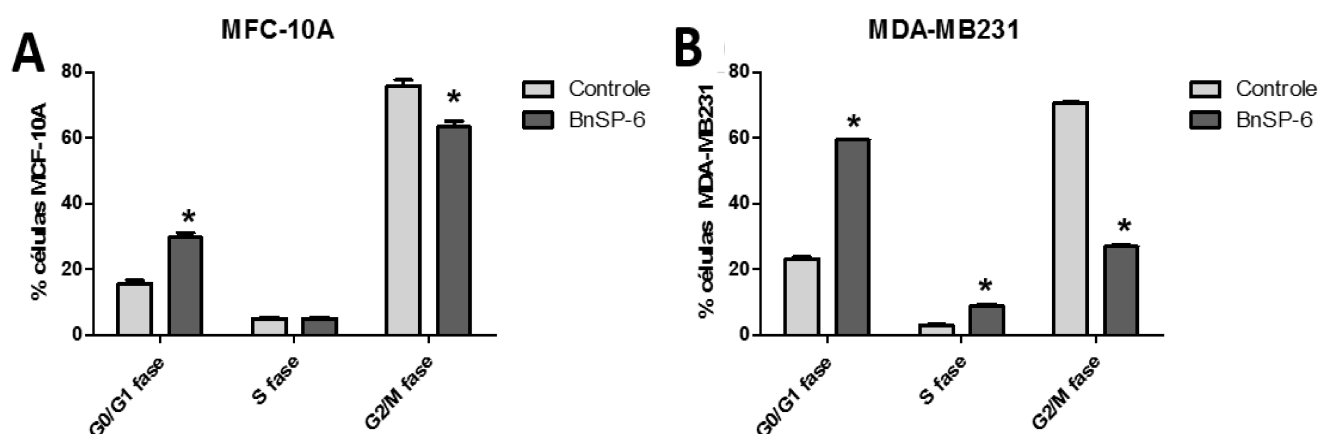 A
MFC-10A
% células MCF-10A
80
60
40
20
0
*
*
G0/G1 fase
S fase
G2/M fase
Controle
BnSP-6
B
MDA-MB231
% células MDA-MB231
80
60
40
20
0
*
*
*
G0/G1 fase
S fase
G2/M fase
Controle
BnSP-6